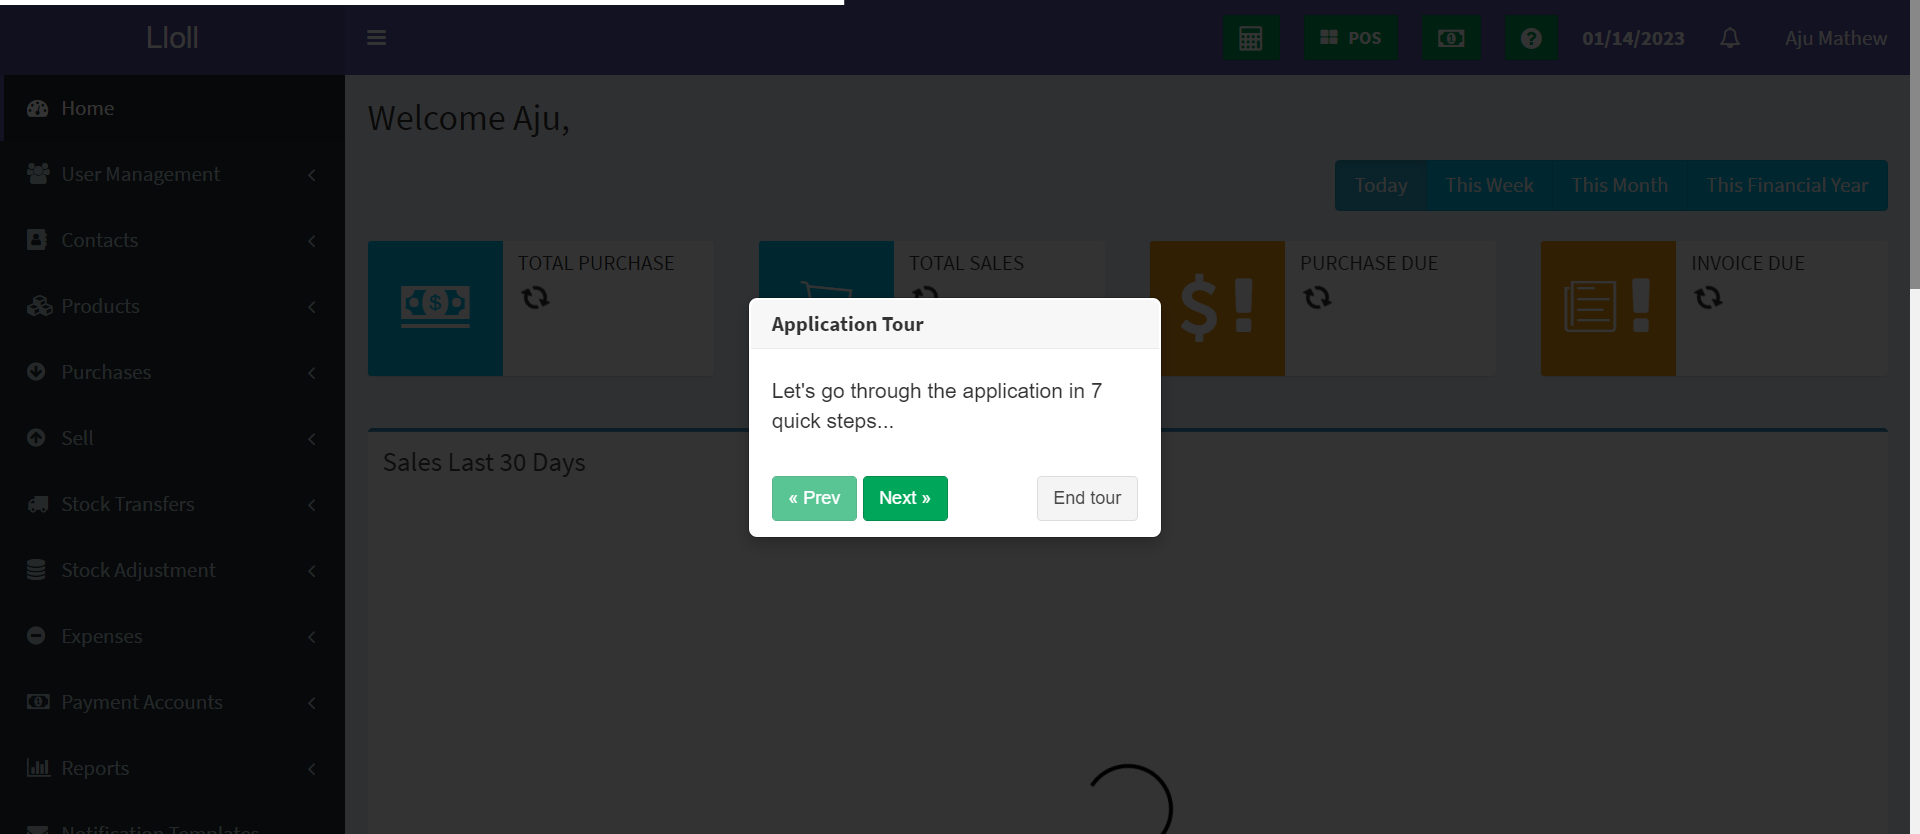 Lloll
POS
01/14/2023
Aju Mathew
Home
User Management
Contacts
Products
Purchases
Sell
Stock Transfers
Stock Adjustment
Expenses
Payment Accounts
Reports
Notification Templates
Welcome Aju,
Today
This Week
This Month
This Financial Year
TOTAL PURCHASE
TOTAL SALES
PURCHASE DUE
INVOICE DUE
Sales Last 30 Days
Application Tour
Let's go through the application in 7
quick steps...
« Prev
Next »
End tour